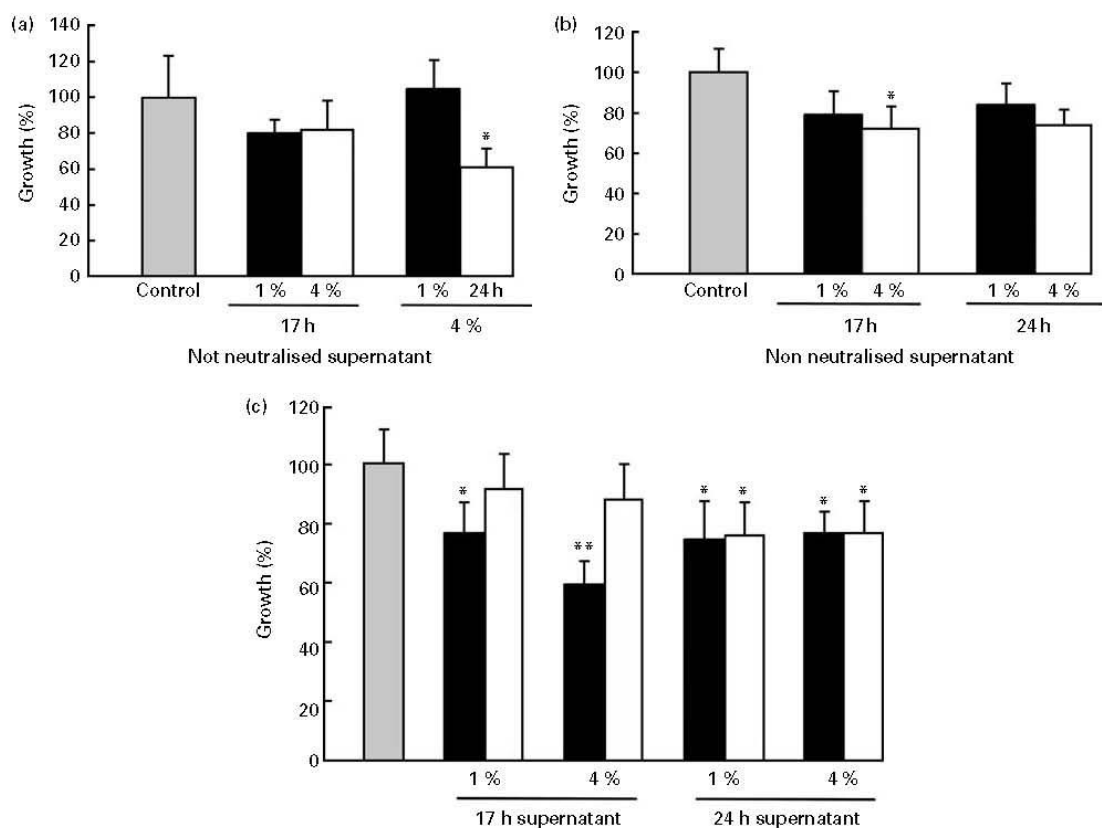 (a)
140
120
100
80
60
40
20
0
Growth (%)
*
Control 1 % 4 % 1 % 24 h
17 h 4 %
Not neutralised supernatant
(b)
120
100
80
60
40
20
0
Growth (%)
*
Control 1 % 4 % 1 % 4 %
17 h 24 h
Non neutralised supernatant
(c)
120
100
80
60
40
20
0
Growth (%)
* ** * * * *
1 % 4 % 1 % 4 %
17 h supernatant 24 h supernatant